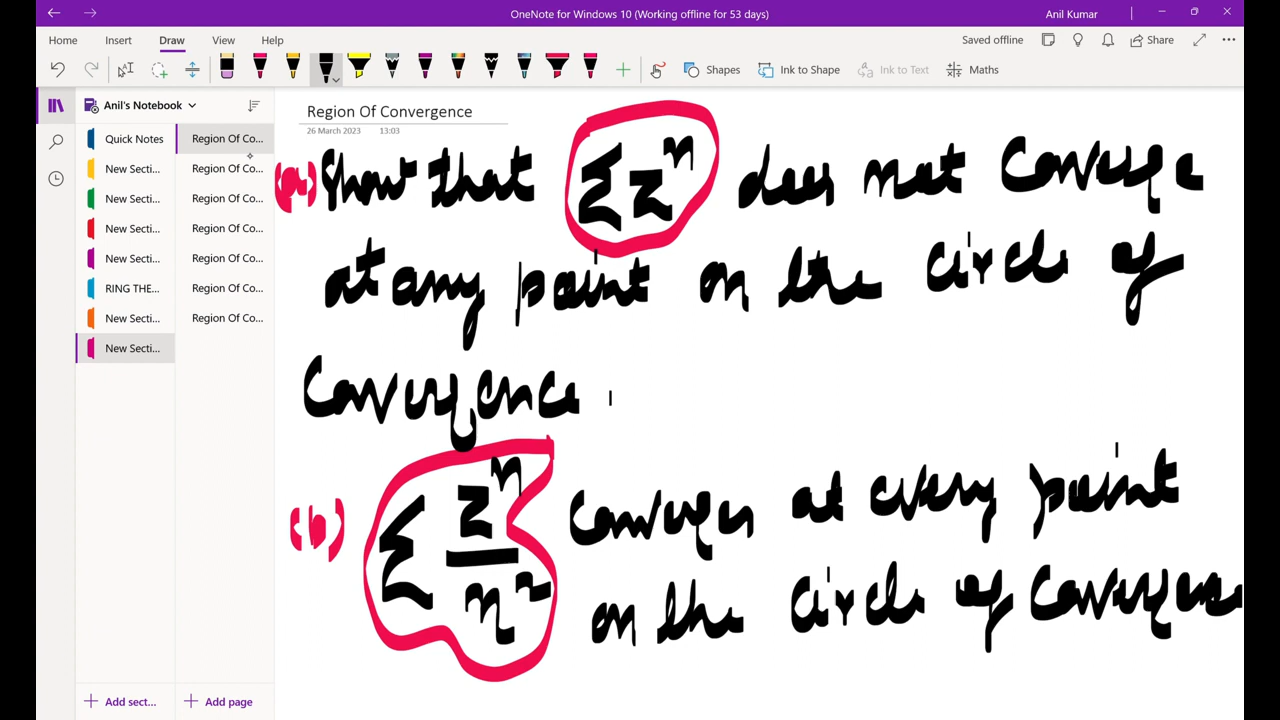 OneNote for Windows 10 (Working offline for 53 days)
Anil Kumar
Home Insert Draw View Help
Saved offline
Share
Shapes
Ink to Shape
Ink to Text
Maths
Anil's Notebook
Quick Notes
New Secti...
New Secti...
New Secti...
New Secti...
RING THE...
New Secti...
New Secti...
Region Of Co...
Region Of Co...
Region Of Co...
Region Of Co...
Region Of Co...
Region Of Co...
Region Of Co...
Add sect...
Add page
Region Of Convergence
26 March 2023 13:03
(a) Show that Σ zⁿ does not Converge
at any point on the circle of
Convergence .
(b) Σ zⁿ/n² Converges at every point
on the Circle of Convergence